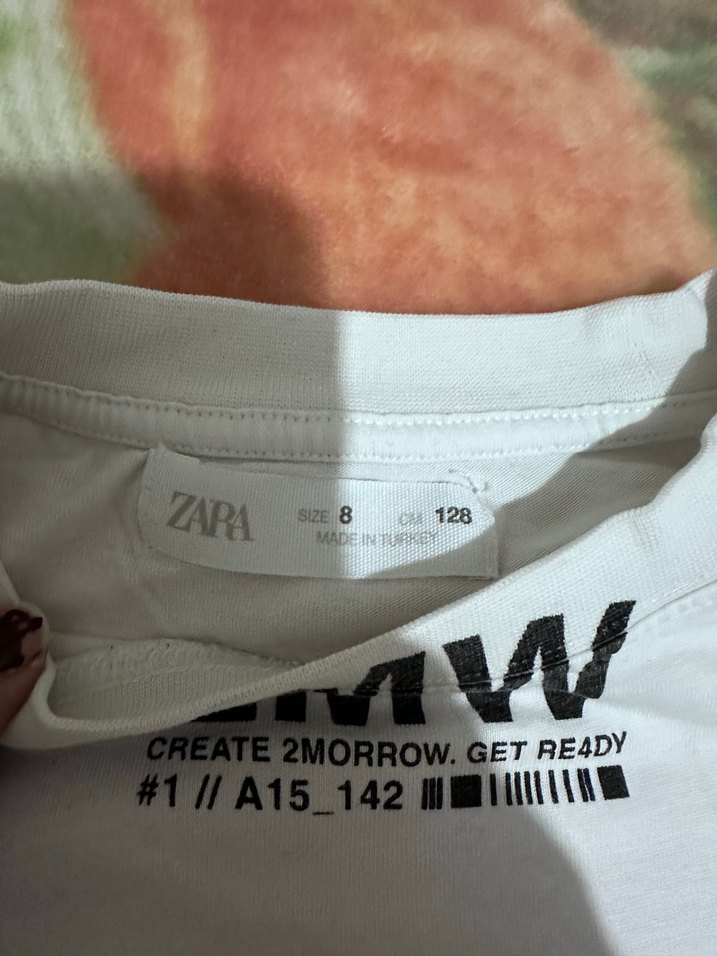 ZARA SIZE 8 CM 128
MADE IN TURKEY
MW
CREATE 2MORROW. GET RE4DY
#1 // A15_142